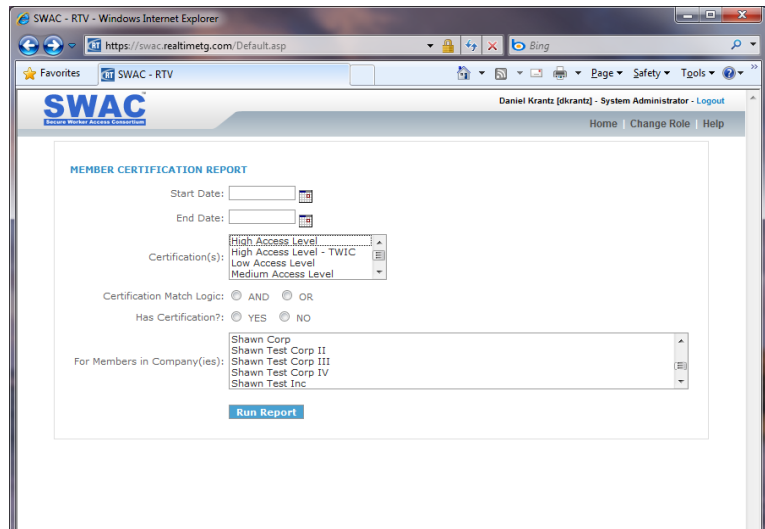 SWAC - RTV - Windows Internet Explorer
https://swac.realtimetg.com/Default.asp
Bing
Favorites
SWAC - RTV
Page
Safety
Tools
SWAC
Secure Worker Access Consortium
Daniel Krantz [dkrantz] - System Administrator - Logout
Home | Change Role | Help
MEMBER CERTIFICATION REPORT
Start Date:
End Date:
Certification(s):
High Access Level
High Access Level - TWIC
Low Access Level
Medium Access Level
Certification Match Logic: AND OR
Has Certification?: YES NO
For Members in Company(ies):
Shawn Corp
Shawn Test Corp II
Shawn Test Corp III
Shawn Test Corp IV
Shawn Test Inc
Run Report